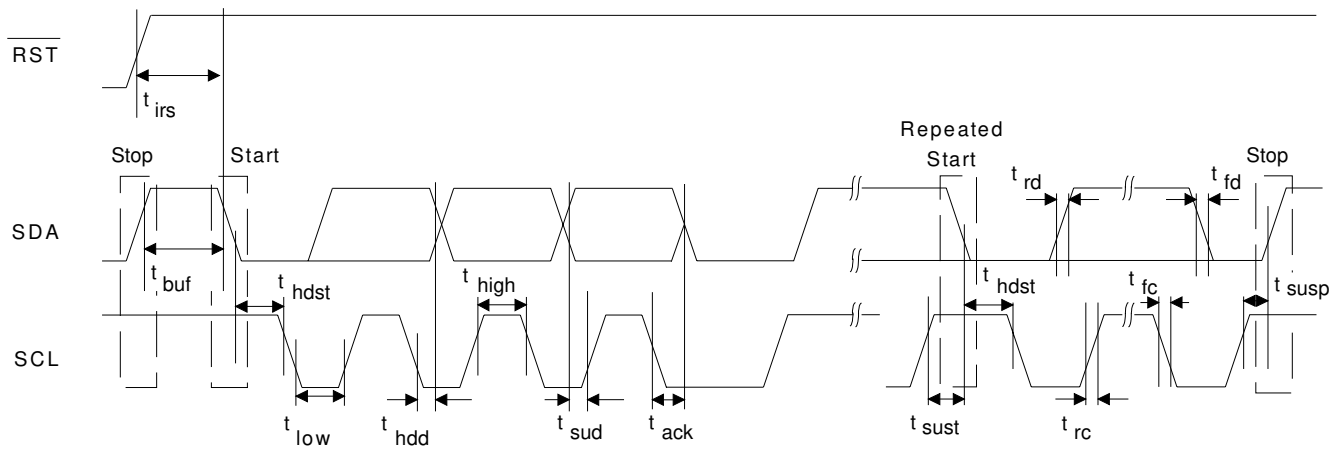 RST
t irs
Repeated
Stop
Start
Start
Stop
t rd
t fd
SDA
t buf
t hdst
t high
t hdst
t fc
t susp
SCL
t low
t hdd
t sud
t ack
t sust
t rc